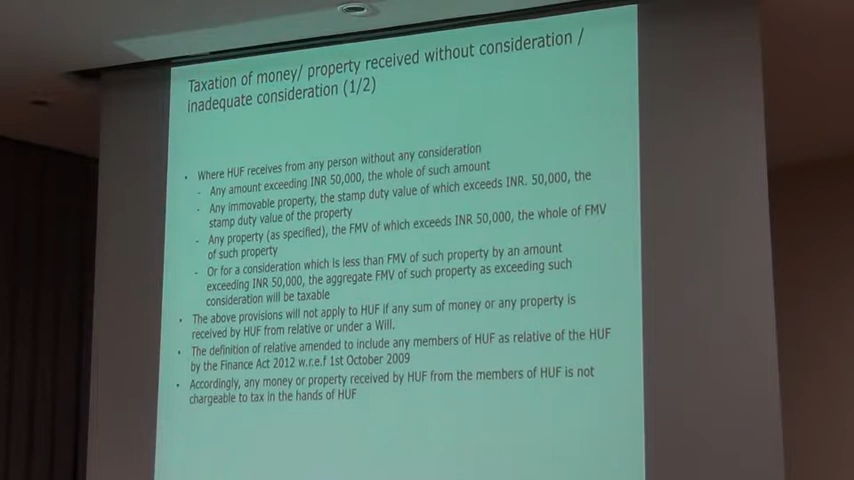 Taxation of money/ property received without consideration /
inadequate consideration (1/2)
• Where HUF receives from any person without any consideration
- Any amount exceeding INR 50,000, the whole of such amount
- Any immovable property, the stamp duty value of which exceeds INR. 50,000, the
stamp duty value of the property
- Any property (as specified), the FMV of which exceeds INR 50,000, the whole of FMV
of such property
- Or for a consideration which is less than FMV of such property by an amount
exceeding INR 50,000, the aggregate FMV of such property as exceeding such
consideration will be taxable
• The above provisions will not apply to HUF if any sum of money or any property is
received by HUF from relative or under a Will.
• The definition of relative amended to include any members of HUF as relative of the HUF
by the Finance Act 2012 w.r.e.f 1st October 2009
• Accordingly, any money or property received by HUF from the members of HUF is not
chargeable to tax in the hands of HUF